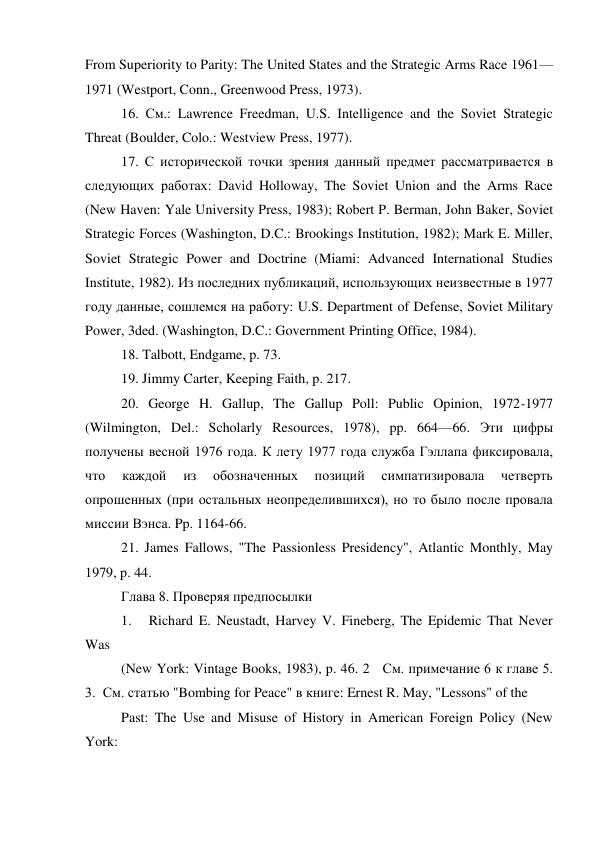 From Superiority to Parity: The United States and the Strategic Arms Race 1961—
1971 (Westport, Conn., Greenwood Press, 1973).
16. См.: Lawrence Freedman, U.S. Intelligence and the Soviet Strategic
Threat (Boulder, Colo.: Westview Press, 1977).
17. С исторической точки зрения данный предмет рассматривается в
следующих работах: David Holloway, The Soviet Union and the Arms Race
(New Haven: Yale University Press, 1983); Robert P. Berman, John Baker, Soviet
Strategic Forces (Washington, D.C.: Brookings Institution, 1982); Mark E. Miller,
Soviet Strategic Power and Doctrine (Miami: Advanced International Studies
Institute, 1982). Из последних публикаций, использующих неизвестные в 1977
году данные, сошлемся на работу: U.S. Department of Defense, Soviet Military
Power, 3ded. (Washington, D.C.: Government Printing Office, 1984).
18. Talbott, Endgame, p. 73.
19. Jimmy Carter, Keeping Faith, p. 217.
20. George H. Gallup, The Gallup Poll: Public Opinion, 1972-1977
(Wilmington, Del.: Scholarly Resources, 1978), pp. 664—66. Эти цифры
получены весной 1976 года. К лету 1977 года служба Гэллапа фиксировала,
что каждой из обозначенных позиций симпатизировала четверть
опрошенных (при остальных неопределившихся), но то было после провала
миссии Вэнса. Pp. 1164-66.
21. James Fallows, "The Passionless Presidency", Atlantic Monthly, May
1979, p. 44.
Глава 8. Проверяя предпосылки
1. Richard E. Neustadt, Harvey V. Fineberg, The Epidemic That Never
Was
(New York: Vintage Books, 1983), p. 46. 2 См. примечание 6 к главе 5.
3. См. статью "Bombing for Peace" в книге: Ernest R. May, "Lessons" of the
Past: The Use and Misuse of History in American Foreign Policy (New
York: